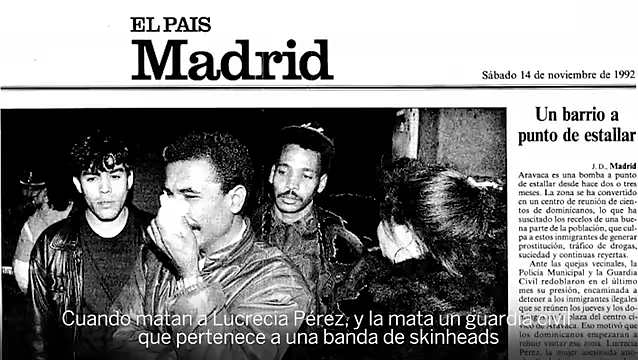 EL PAIS
Madrid
Sábado 14 de noviembre de 1992
Un barrio a
punto de estallar
J. D., Madrid
Aravaca es una bomba a punto
de estallar desde hace dos o tres
meses. La zona se ha convertido
en un centro de reunión de cien-
tos de dominicanos, lo que ha
suscitado los recelos de una bue-
na parte de la población, que cul-
pa a estos inmigrantes de generar
prostitución, tráfico de drogas,
suciedad y continuas reyertas.
Ante las quejas vecinales, la
Policía Municipal y la Guardia
Civil redoblaron en el último
mes su presión, encaminada a
detener a los inmigrantes ilegales
que se reúnen los jueves y los do-
plaza del centro cí-
vico de Aravaca. Eso motivó que
los dominicanos empezaran a
Lucrecia Pérez,
Cuando matan a Lucrecia Pérez, y la mata un guardia civil
que pertenece a una banda de skinheads